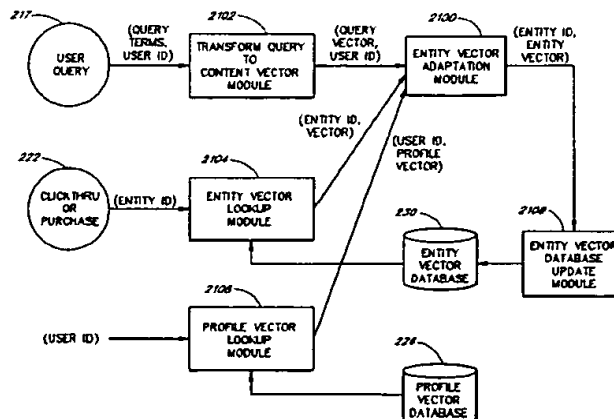 217
USER
QUERY
(QUERY
TERMS,
USER ID)
2102
TRANSFORM QUERY
TO
CONTENT VECTOR
MODULE
(QUERY
VECTOR,
USER ID)
2100
ENTITY VECTOR
ADAPTATION
MODULE
(ENTITY ID,
ENTITY
VECTOR)
(ENTITY ID,
VECTOR)
(USER ID,
PROFILE
VECTOR)
222
CLICKTHRU
OR
PURCHASE
(ENTITY ID)
2104
ENTITY VECTOR
LOOKUP
MODULE
230
ENTITY
VECTOR
DATABASE
2108
ENTITY VECTOR
DATABASE
UPDATE
MODULE
(USER ID)
2106
PROFILE VECTOR
LOOKUP
MODULE
226
PROFILE
VECTOR
DATABASE